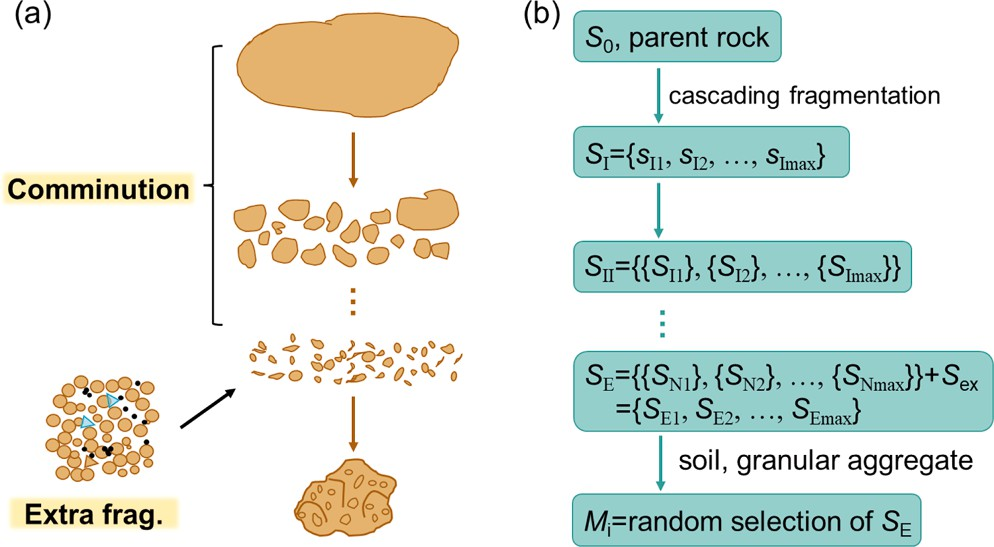 (a)
Comminution
Extra frag.
(b)
S0, parent rock
cascading fragmentation
SI={sI1, sI2, …, sImax}
SII={{SI1}, {SI2}, …, {SImax}}
SE={{SN1}, {SN2}, …, {SNmax}}+Sex
={SE1, SE2, …, SEmax}
soil, granular aggregate
Mi=random selection of SE